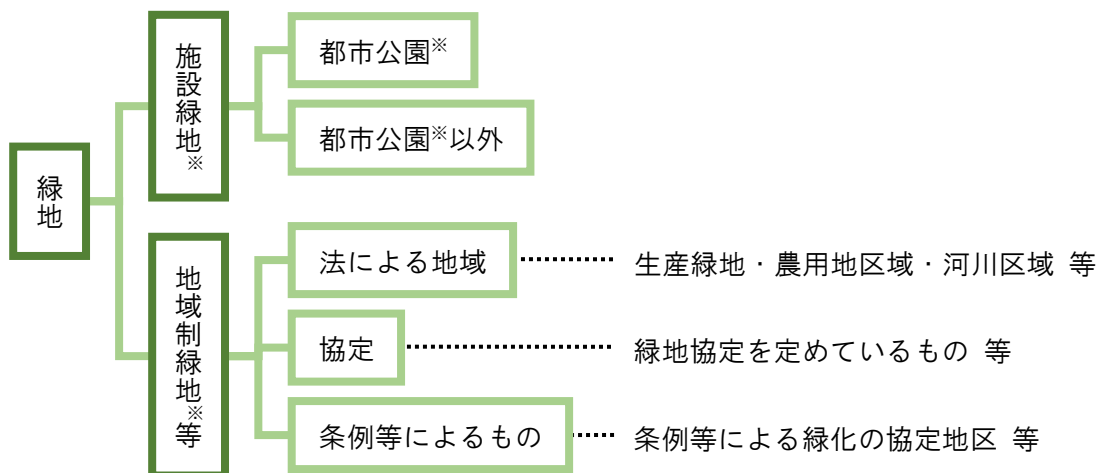 緑地
施設緑地※
都市公園※
都市公園※以外
地域制緑地※等
法による地域
生産緑地・農用地区域・河川区域 等
協定
緑地協定を定めているもの 等
条例等によるもの
条例等による緑化の協定地区 等